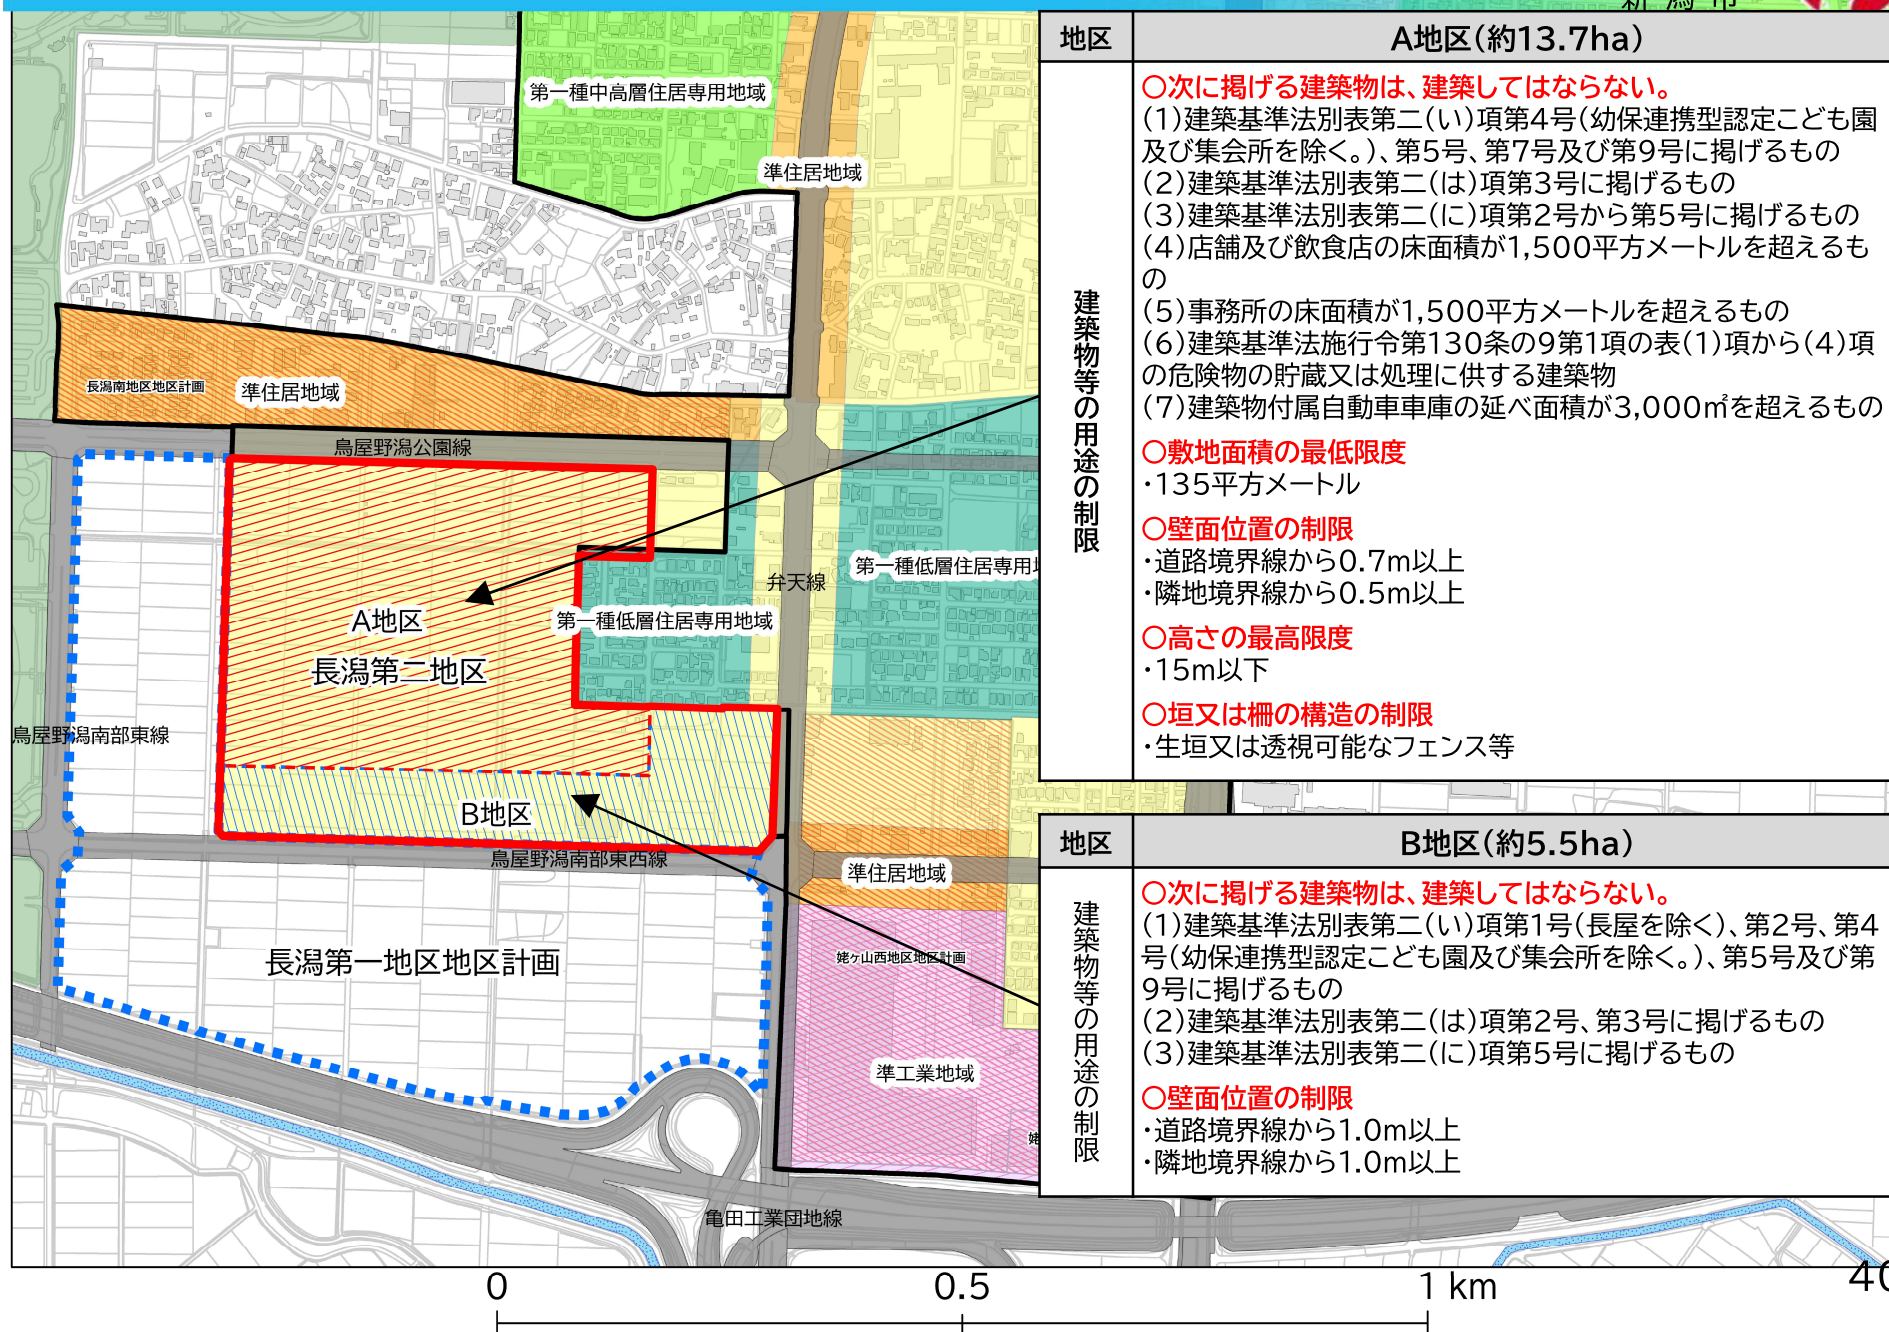 新潟市
第一種中高層住居専用地域
準住居地域
長潟南地区地区計画
準住居地域
鳥屋野潟公園線
弁天線
第一種低層住居専用
第一種低層住居専用地域
A地区
長潟第二地区
鳥屋野潟南部東線
B地区
鳥屋野潟南部東西線
準住居地域
長潟第一地区地区計画
姥ヶ山西地区地区計画
準工業地域
亀田工業団地線
0
0.5
1 km
40
地区
A地区(約13.7ha)
建築物等の用途の制限
○次に掲げる建築物は、建築してはならない。
(1)建築基準法別表第二(い)項第4号(幼保連携型認定こども園
及び集会所を除く。)、第5号、第7号及び第9号に掲げるもの
(2)建築基準法別表第二(は)項第3号に掲げるもの
(3)建築基準法別表第二(に)項第2号から第5号に掲げるもの
(4)店舗及び飲食店の床面積が1,500平方メートルを超えるも
の
(5)事務所の床面積が1,500平方メートルを超えるもの
(6)建築基準法施行令第130条の9第1項の表(1)項から(4)項
の危険物の貯蔵又は処理に供する建築物
(7)建築物付属自動車車庫の延べ面積が3,000㎡を超えるもの
○敷地面積の最低限度
・135平方メートル
○壁面位置の制限
・道路境界線から0.7m以上
・隣地境界線から0.5m以上
○高さの最高限度
・15m以下
○垣又は柵の構造の制限
・生垣又は透視可能なフェンス等
地区
B地区(約5.5ha)
建築物等の用途の制限
○次に掲げる建築物は、建築してはならない。
(1)建築基準法別表第二(い)項第1号(長屋を除く)、第2号、第4
号(幼保連携型認定こども園及び集会所を除く。)、第5号及び第
9号に掲げるもの
(2)建築基準法別表第二(は)項第2号、第3号に掲げるもの
(3)建築基準法別表第二(に)項第5号に掲げるもの
○壁面位置の制限
・道路境界線から1.0m以上
・隣地境界線から1.0m以上